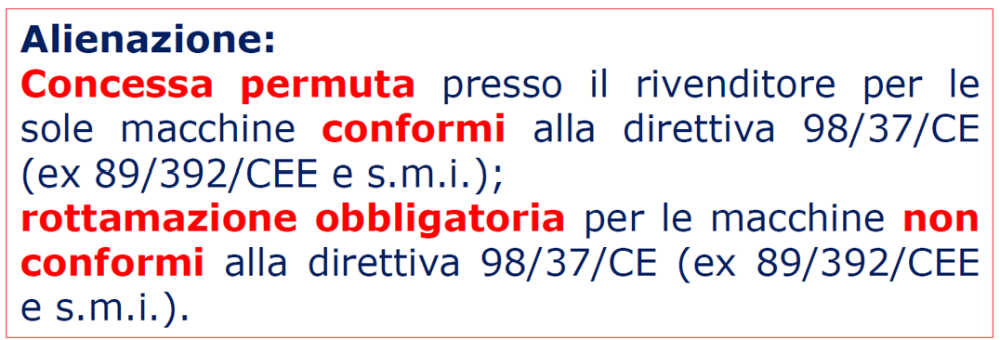 Alienazione:
Concessa permuta presso il rivenditore per le
sole macchine conformi alla direttiva 98/37/CE
(ex 89/392/CEE e s.m.i.);
rottamazione obbligatoria per le macchine non
conformi alla direttiva 98/37/CE (ex 89/392/CEE
e s.m.i.).